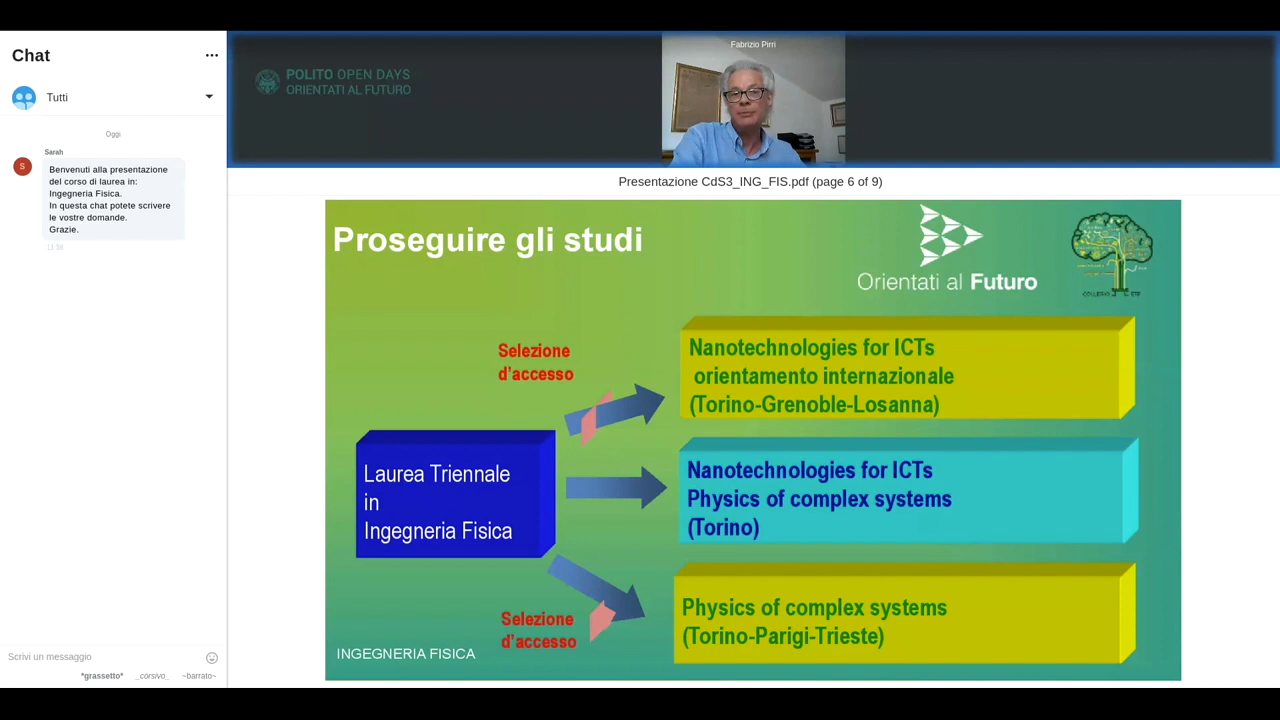 Chat
Tutti
Oggi
Sarah
S
Benvenuti alla presentazione
del corso di laurea in:
Ingegneria Fisica.
In questa chat potete scrivere
le vostre domande.
Grazie.
Scrivi un messaggio
*grassetto* _corsivo_ ~barrato~
POLITO OPEN DAYS
ORIENTATI AL FUTURO
Fabrizio Pirri
Presentazione CdS3_ING_FIS.pdf (page 6 of 9)
Proseguire gli studi
Orientati al Futuro
Selezione
d'accesso
Nanotechnologies for ICTs
orientamento internazionale
(Torino-Grenoble-Losanna)
Laurea Triennale
in
Ingegneria Fisica
Nanotechnologies for ICTs
Physics of complex systems
(Torino)
Selezione
d'accesso
Physics of complex systems
(Torino-Parigi-Trieste)
INGEGNERIA FISICA